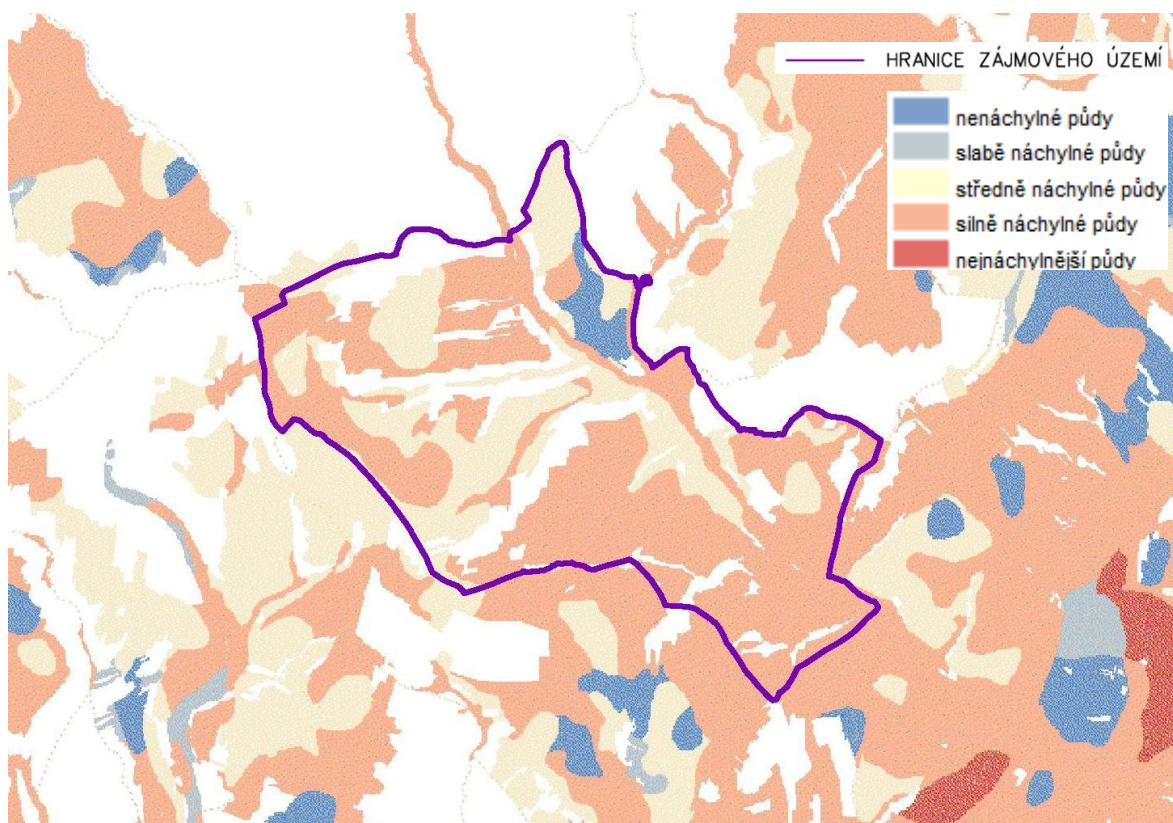 HRANICE ZÁJMOVÉHO ÚZEMÍ
nenáchylné půdy
slabě náchylné půdy
středně náchylné půdy
silně náchylné půdy
nejnáchylnější půdy